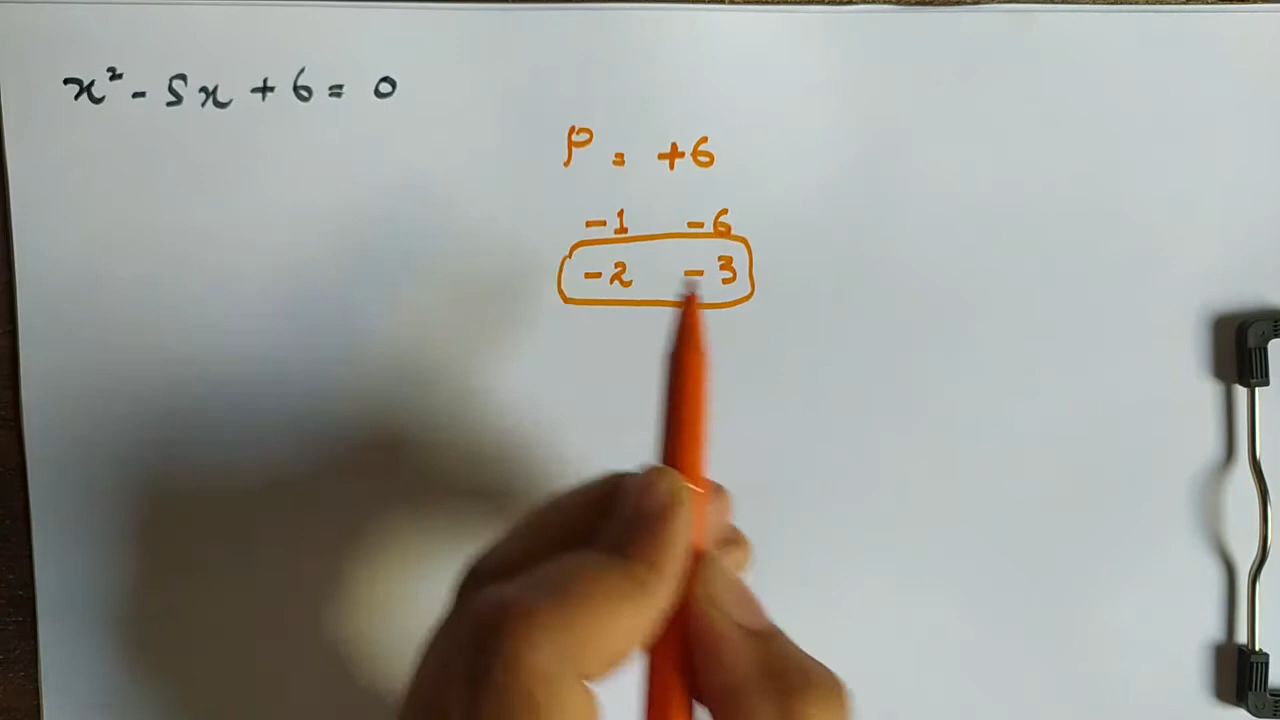 x² - 5x + 6 = 0
P = +6
-1 -6
-2 -3